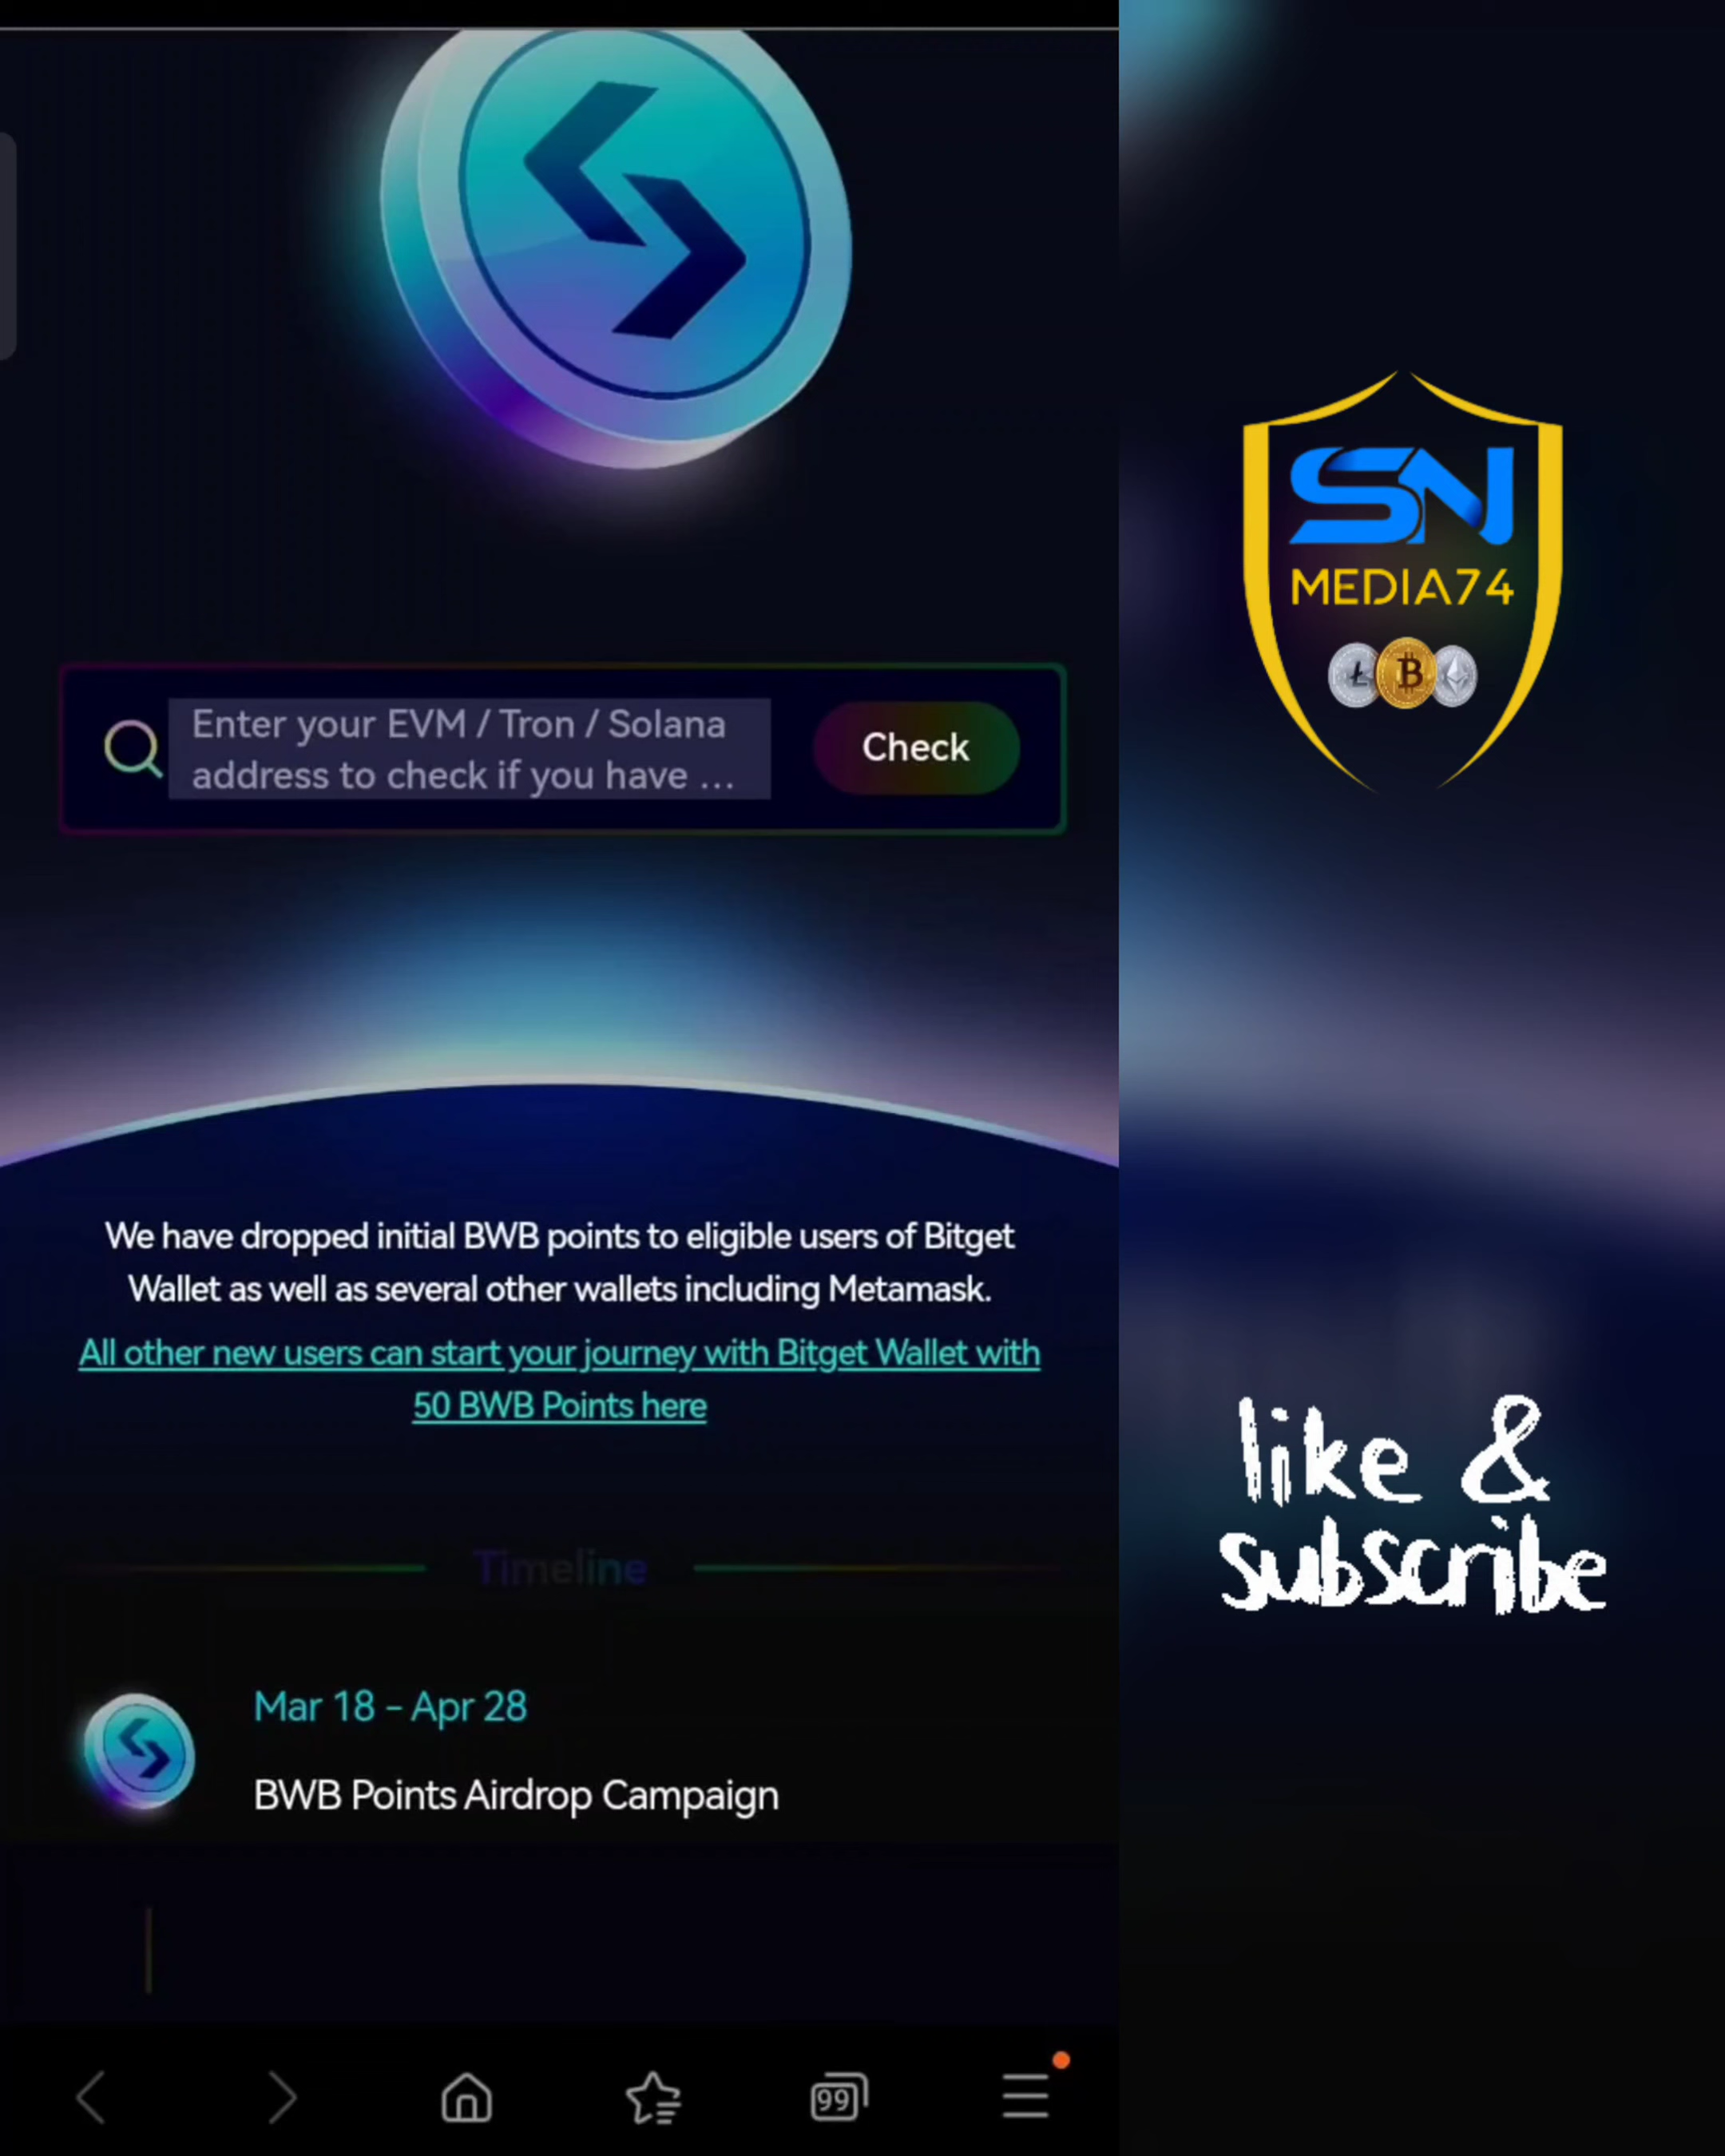 Enter your EVM / Tron / Solana
address to check if you have ...
Check
We have dropped initial BWB points to eligible users of Bitget
Wallet as well as several other wallets including Metamask.
All other new users can start your journey with Bitget Wallet with
50 BWB Points here
Timeline
Mar 18 - Apr 28
BWB Points Airdrop Campaign
99
SN
MEDIA74
like &
subscribe